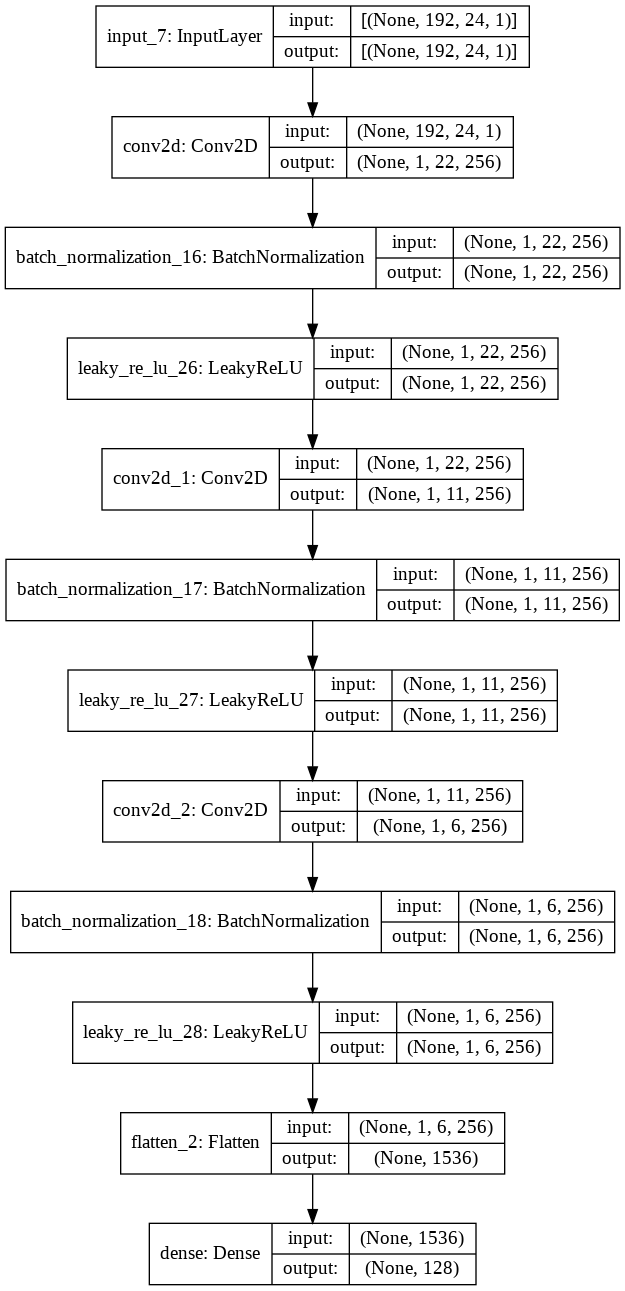 input_7: InputLayer
input: [(None, 192, 24, 1)]
output: [(None, 192, 24, 1)]
conv2d: Conv2D
input: (None, 192, 24, 1)
output: (None, 1, 22, 256)
batch_normalization_16: BatchNormalization
input: (None, 1, 22, 256)
output: (None, 1, 22, 256)
leaky_re_lu_26: LeakyReLU
input: (None, 1, 22, 256)
output: (None, 1, 22, 256)
conv2d_1: Conv2D
input: (None, 1, 22, 256)
output: (None, 1, 11, 256)
batch_normalization_17: BatchNormalization
input: (None, 1, 11, 256)
output: (None, 1, 11, 256)
leaky_re_lu_27: LeakyReLU
input: (None, 1, 11, 256)
output: (None, 1, 11, 256)
conv2d_2: Conv2D
input: (None, 1, 11, 256)
output: (None, 1, 6, 256)
batch_normalization_18: BatchNormalization
input: (None, 1, 6, 256)
output: (None, 1, 6, 256)
leaky_re_lu_28: LeakyReLU
input: (None, 1, 6, 256)
output: (None, 1, 6, 256)
flatten_2: Flatten
input: (None, 1, 6, 256)
output: (None, 1536)
dense: Dense
input: (None, 1536)
output: (None, 128)